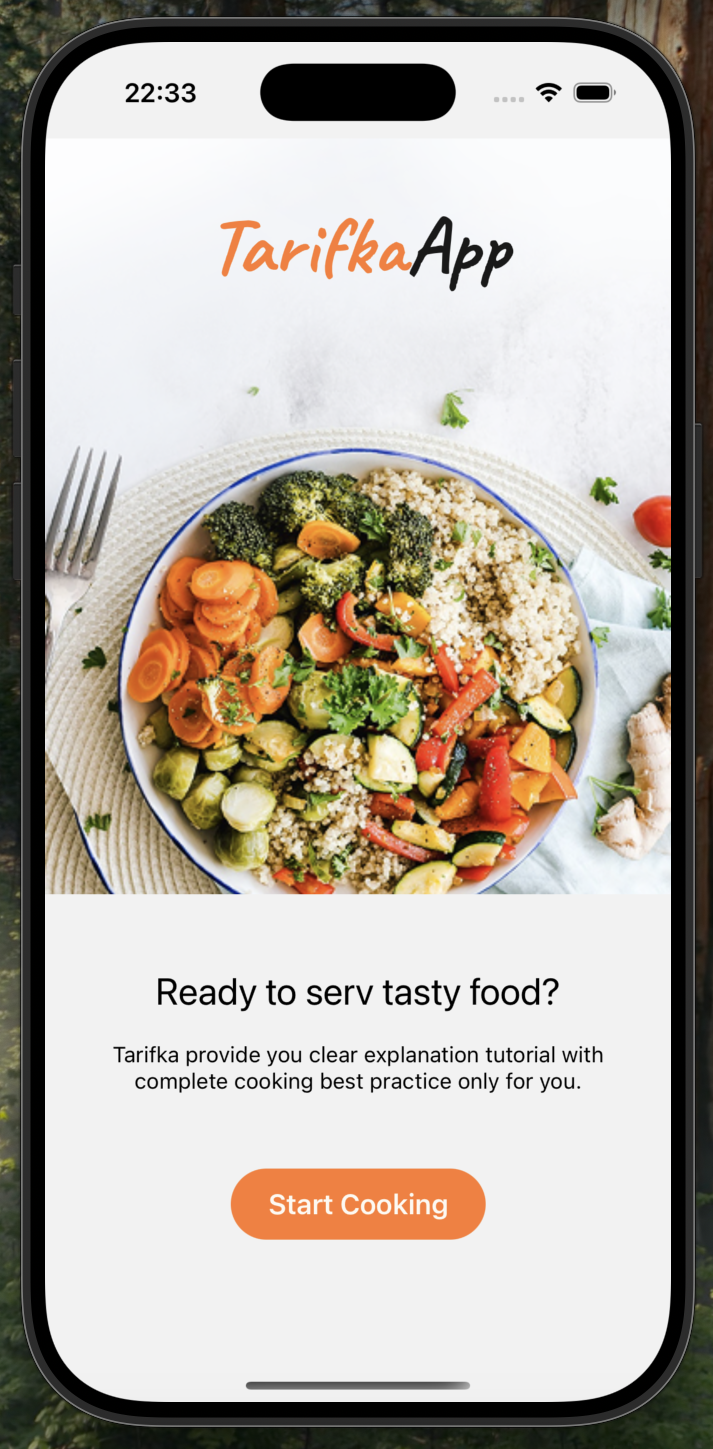 22:33
TarifkaApp
Ready to serv tasty food?
Tarifka provide you clear explanation tutorial with
complete cooking best practice only for you.
Start Cooking